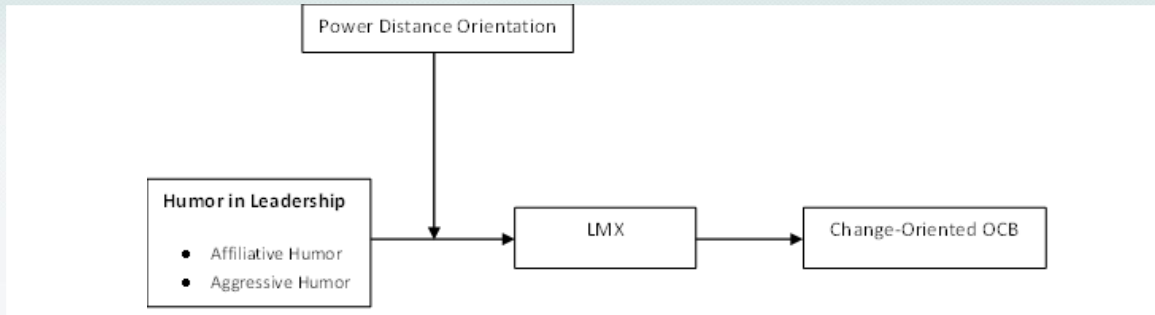 Power Distance Orientation
Humor in Leadership
● Affiliative Humor
● Aggressive Humor
LMX
Change-Oriented OCB